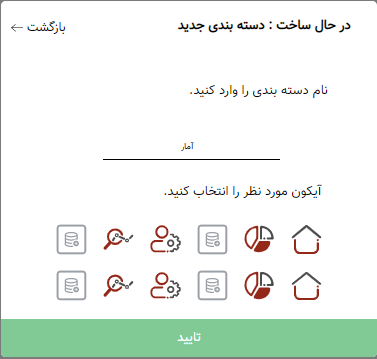 در حال ساخت : دسته بندی جدید
بازگشت
نام دسته بندی را وارد کنید.
آمار
آیکون مورد نظر را انتخاب کنید.
تایید